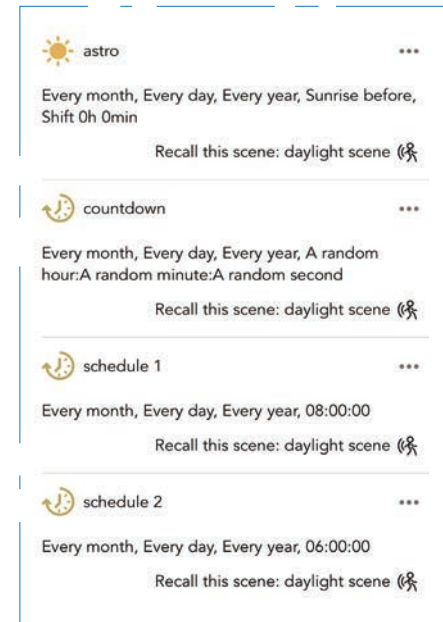 astro
Every month, Every day, Every year, Sunrise before,
Shift 0h 0min
Recall this scene: daylight scene
countdown
Every month, Every day, Every year, A random
hour:A random minute:A random second
Recall this scene: daylight scene
schedule 1
Every month, Every day, Every year, 08:00:00
Recall this scene: daylight scene
schedule 2
Every month, Every day, Every year, 06:00:00
Recall this scene: daylight scene